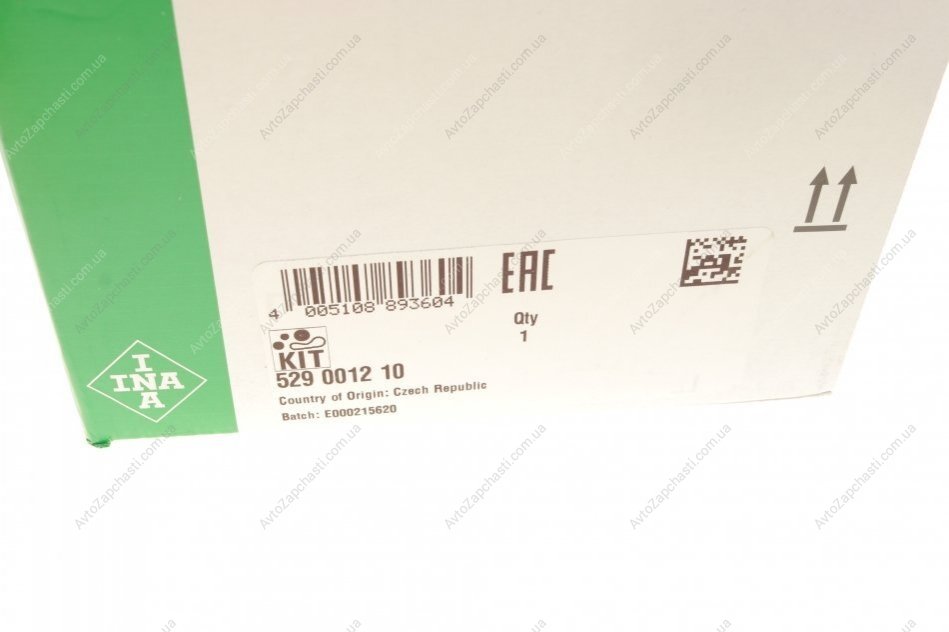 INA
INA
EAC
4 005108 893604
Qty
1
KIT
529 0012 10
Country of Origin: Czech Republic
Batch: E000215620
AvtoZapchasti.com.ua